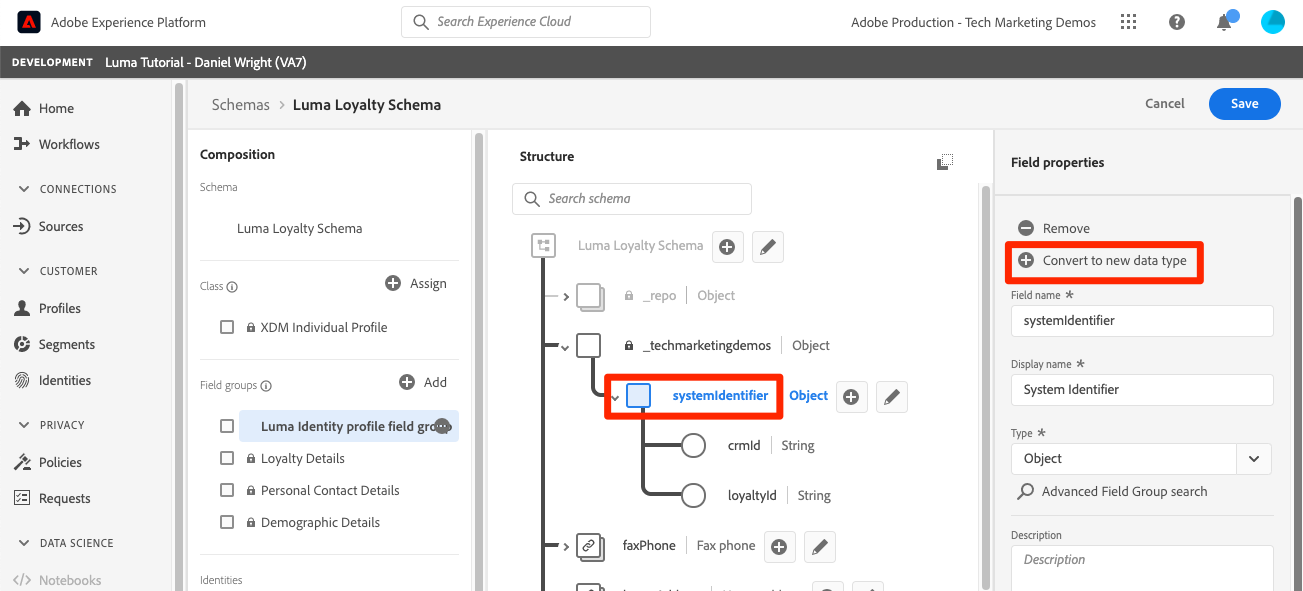 Adobe Experience Platform
Search Experience Cloud
Adobe Production - Tech Marketing Demos
DEVELOPMENT Luma Tutorial - Daniel Wright (VA7)
Home
Workflows
CONNECTIONS
Sources
CUSTOMER
Profiles
Segments
Identities
PRIVACY
Policies
Requests
DATA SCIENCE
Notebooks
Schemas > Luma Loyalty Schema
Cancel
Save
Composition
Schema
Luma Loyalty Schema
Class
Assign
XDM Individual Profile
Field groups
Add
Luma Identity profile field gro
Loyalty Details
Personal Contact Details
Demographic Details
Identities
Structure
Search schema
Luma Loyalty Schema
_repo Object
_techmarketingdemos Object
systemIdentifier Object
crmId String
loyaltyId String
faxPhone Fax phone
Field properties
Remove
Convert to new data type
Field name *
systemIdentifier
Display name *
System Identifier
Type *
Object
Advanced Field Group search
Description
Description